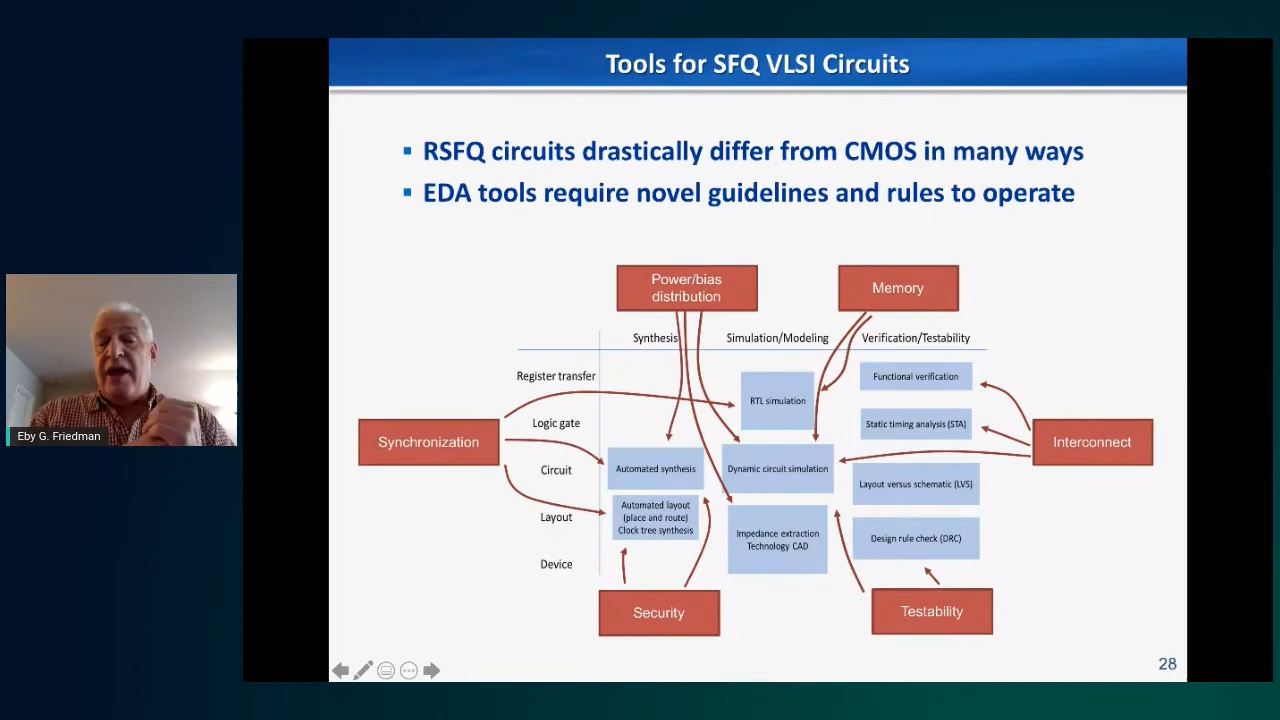 Tools for SFQ VLSI Circuits
RSFQ circuits drastically differ from CMOS in many ways
EDA tools require novel guidelines and rules to operate
Power/bias
distribution
Memory
Synthesis
Simulation/Modeling
Verification/Testability
Register transfer
Logic gate
Circuit
Layout
Device
Synchronization
RTL simulation
Functional verification
Static timing analysis (STA)
Interconnect
Automated synthesis
Dynamic circuit simulation
Layout versus schematic (LVS)
Automated layout
(place and route)
Clock tree synthesis
Impedance extraction
Technology CAD
Design rule check (DRC)
Security
Testability
28
Eby G. Friedman